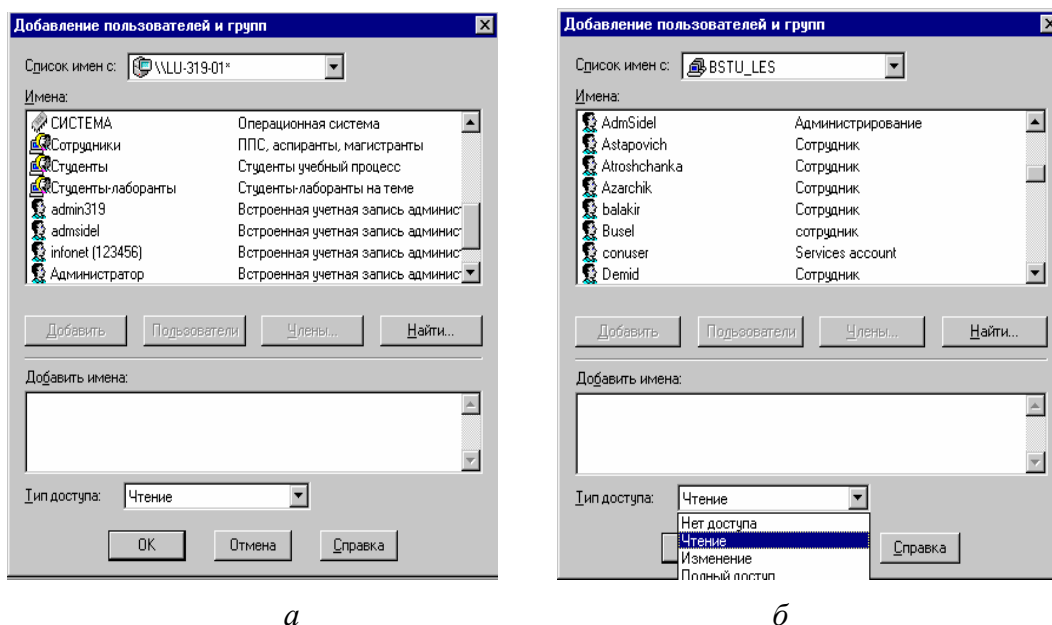 Добавление пользователей и групп
Список имен с: \\LU-319-01*
Имена:
СИСТЕМА Операционная система
Сотрудники ППС, аспиранты, магистранты
Студенты Студенты учебный процесс
Студенты-лаборанты Студенты-лаборанты на теме
admin319 Встроенная учетная запись админис
admsidel Встроенная учетная запись админис
infonet (123456) Встроенная учетная запись админис
Администратор Встроенная учетная запись админис
Добавить Пользователи Члены... Найти...
Добавить имена:
Тип доступа: Чтение
OK Отмена Справка
а
Добавление пользователей и групп
Список имен с: BSTU_LES
Имена:
AdmSidel Администрирование
Astapovich Сотрудник
Atroshchanka Сотрудник
Azarchik Сотрудник
balakir Сотрудник
Busel сотрудник
conuser Services account
Demid Сотрудник
Добавить Пользователи Члены... Найти...
Добавить имена:
Тип доступа: Чтение
Нет доступа
Чтение
Изменение
Полный доступ
Справка
б